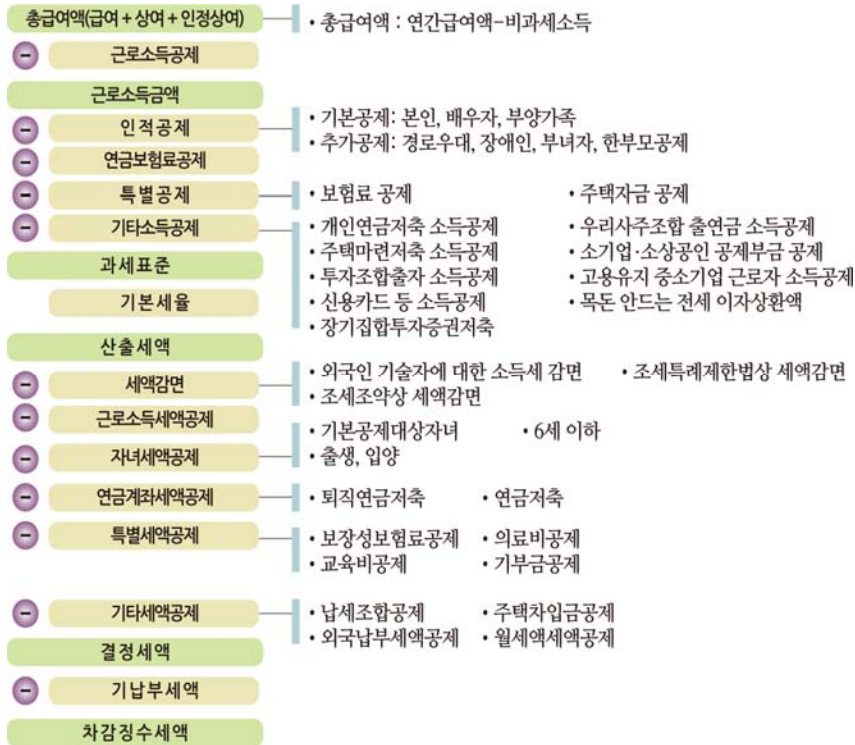 총급여액(급여 + 상여 + 인정상여)
• 총급여액 : 연간급여액-비과세소득
- 근로소득공제
근로소득금액
- 인적공제
• 기본공제: 본인, 배우자, 부양가족
• 추가공제: 경로우대, 장애인, 부녀자, 한부모공제
- 연금보험료공제
- 특별공제
• 보험료 공제 • 주택자금 공제
- 기타소득공제
• 개인연금저축 소득공제 • 우리사주조합 출연금 소득공제
• 주택마련저축 소득공제 • 소기업·소상공인 공제부금 공제
• 투자조합출자 소득공제 • 고용유지 중소기업 근로자 소득공제
• 신용카드 등 소득공제 • 목돈 안드는 전세 이자상환액
• 장기집합투자증권저축
과세표준
기본세율
산출세액
- 세액감면
• 외국인 기술자에 대한 소득세 감면 • 조세특례제한법상 세액감면
• 조세조약상 세액감면
- 근로소득세액공제
- 자녀세액공제
• 기본공제대상자녀 • 6세 이하
• 출생, 입양
- 연금계좌세액공제
• 퇴직연금저축 • 연금저축
- 특별세액공제
• 보장성보험료공제 • 의료비공제
• 교육비공제 • 기부금공제
- 기타세액공제
• 납세조합공제 • 주택차입금공제
• 외국납부세액공제 • 월세액세액공제
결정세액
- 기납부세액
차감징수세액